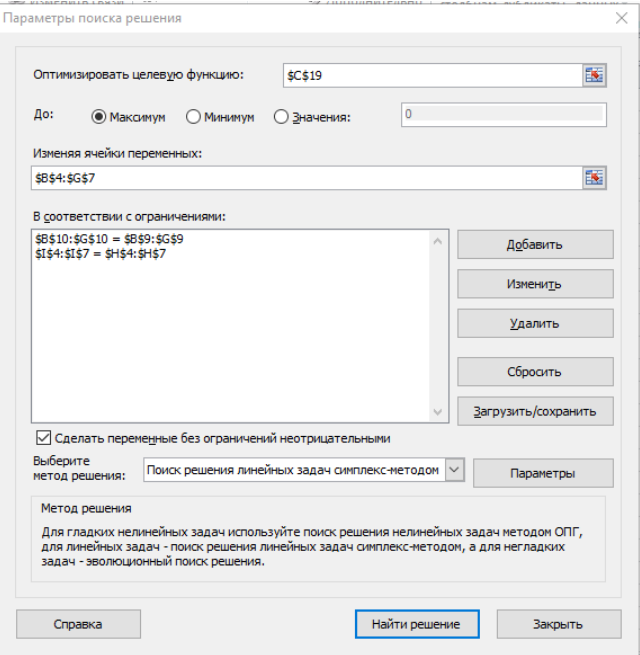 Параметры поиска решения
Оптимизировать целевую функцию:
$C$19
До:
Максимум
Минимум
Значения:
0
Изменяя ячейки переменных:
$B$4:$G$7
В соответствии с ограничениями:
$B$10:$G$10 = $B$9:$G$9
$I$4:$I$7 = $H$4:$H$7
Добавить
Изменить
Удалить
Сбросить
Загрузить/сохранить
Сделать переменные без ограничений неотрицательными
Выберите
метод решения:
Поиск решения линейных задач симплекс-методом
Параметры
Метод решения
Для гладких нелинейных задач используйте поиск решения нелинейных задач методом ОПГ,
для линейных задач - поиск решения линейных задач симплекс-методом, а для негладких
задач - эволюционный поиск решения.
Справка
Найти решение
Закрыть